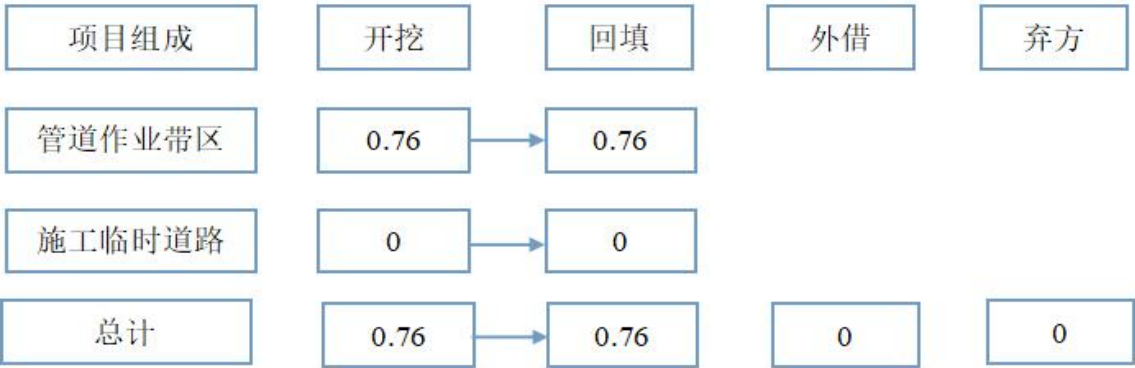 项目组成 开挖 回填 外借 弃方
管道作业带区 0.76 0.76
施工临时道路 0 0
总计 0.76 0.76 0 0